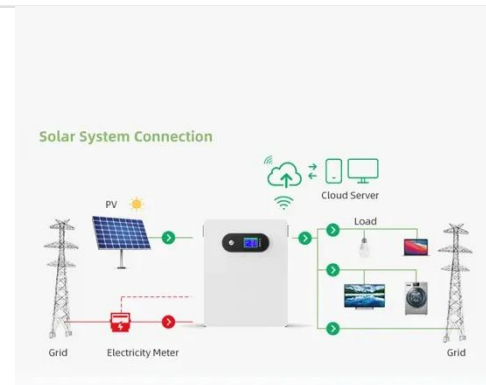 Solar System Connection
Cloud Server
PV
Load
Grid
Electricity Meter
Grid